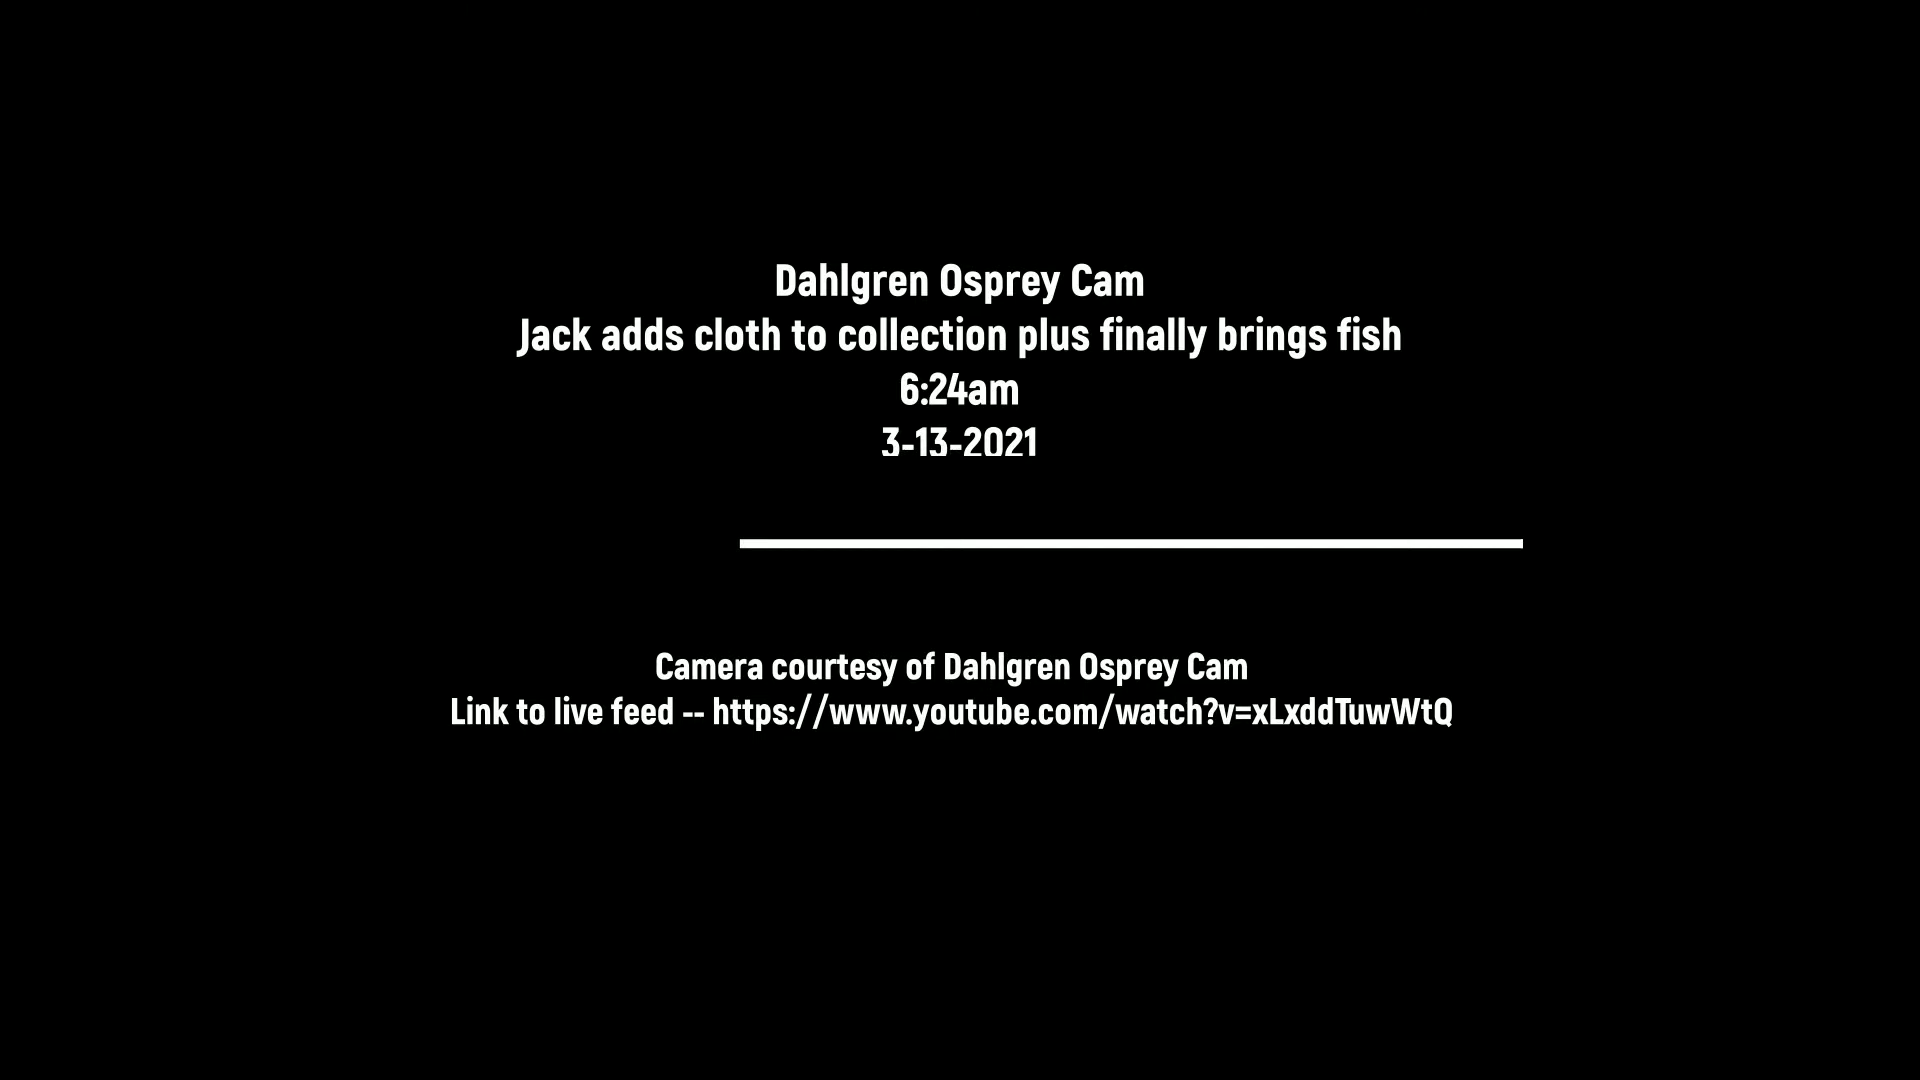 Dahlgren Osprey Cam
Jack adds cloth to collection plus finally brings fish
6:24am
3-13-2021
Camera courtesy of Dahlgren Osprey Cam
Link to live feed -- https://www.youtube.com/watch?v=xLxddTuwWtQ